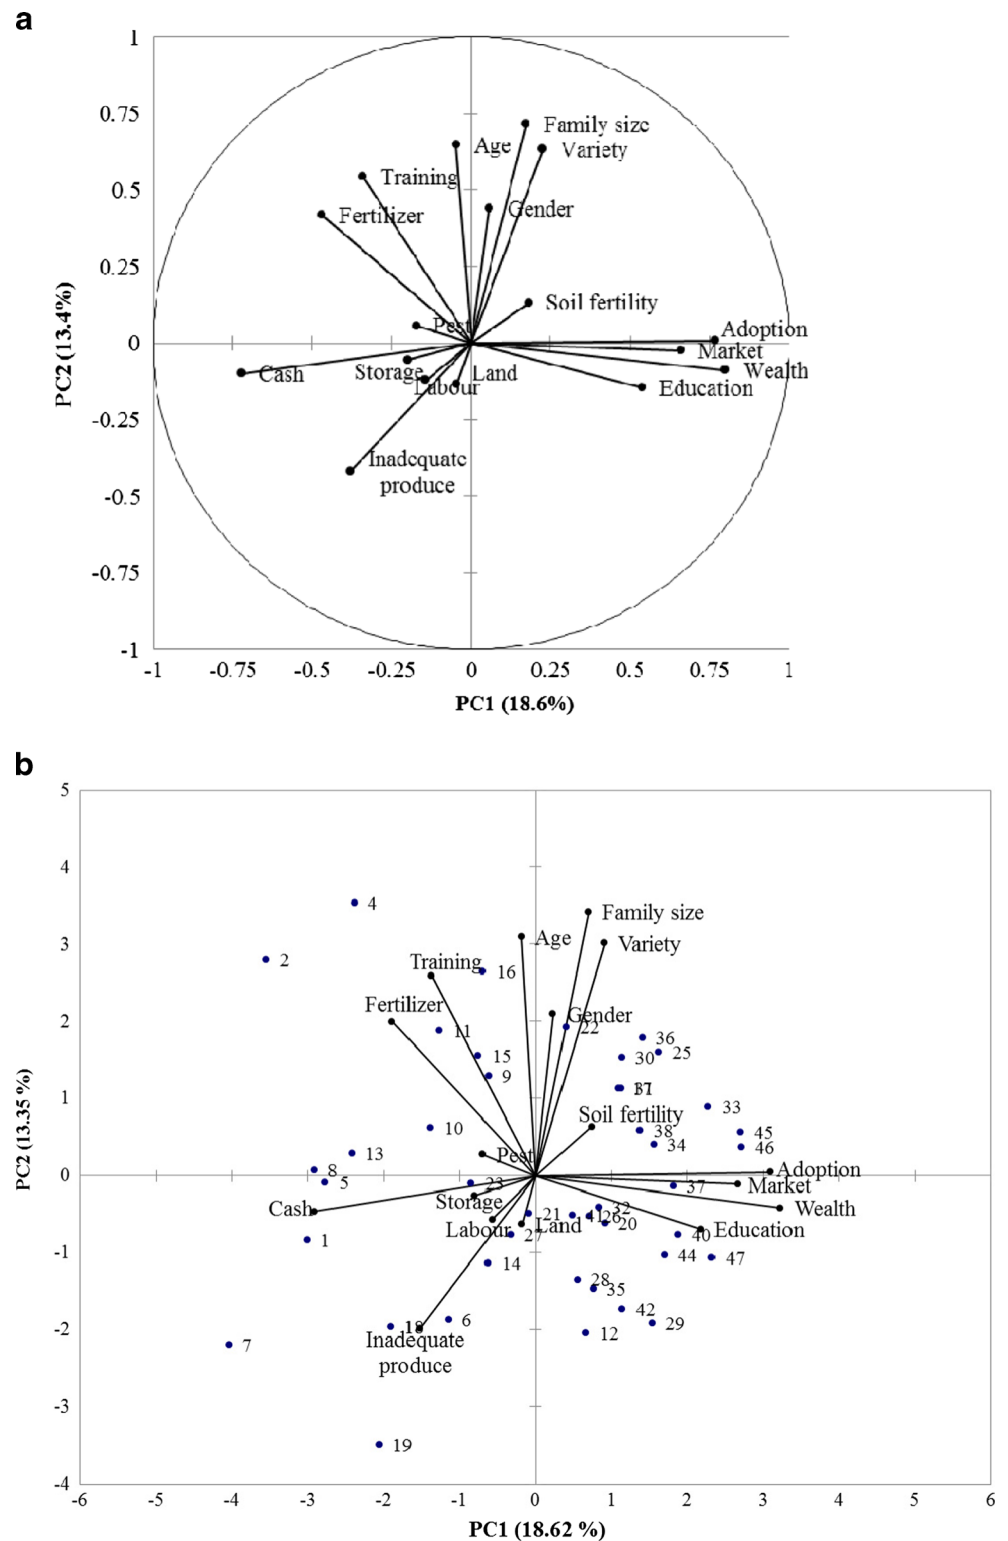 a
1
0.75
0.5
0.25
0
-0.25
-0.5
-0.75
-1
PC2 (13.4%)
Family size
Age
Variety
Training
Fertilizer
Gender
Soil fertility
Pest
Adoption
Market
Cash
Storage
Land
Wealth
Labour
Education
Inadequate
produce
-1 -0.75 -0.5 -0.25 0 0.25 0.5 0.75 1
PC1 (18.6%)
b
5
4
3
2
1
0
-1
-2
-3
-4
PC2 (13.35 %)
4
Family size
Age
Variety
2
Training
16
Fertilizer
Gender
22
11
36
25
15
30
9
31
33
Soil fertility
10
38
45
34
46
13
Pest
8
Adoption
5
23
37
Market
Storage
Cash
32
Wealth
21
41
26
20
Labour
Land
27
Education
40
1
44
47
14
28
35
42
6
18
29
12
Inadequate
produce
7
19
-6 -5 -4 -3 -2 -1 0 1 2 3 4 5 6
PC1 (18.62 %)